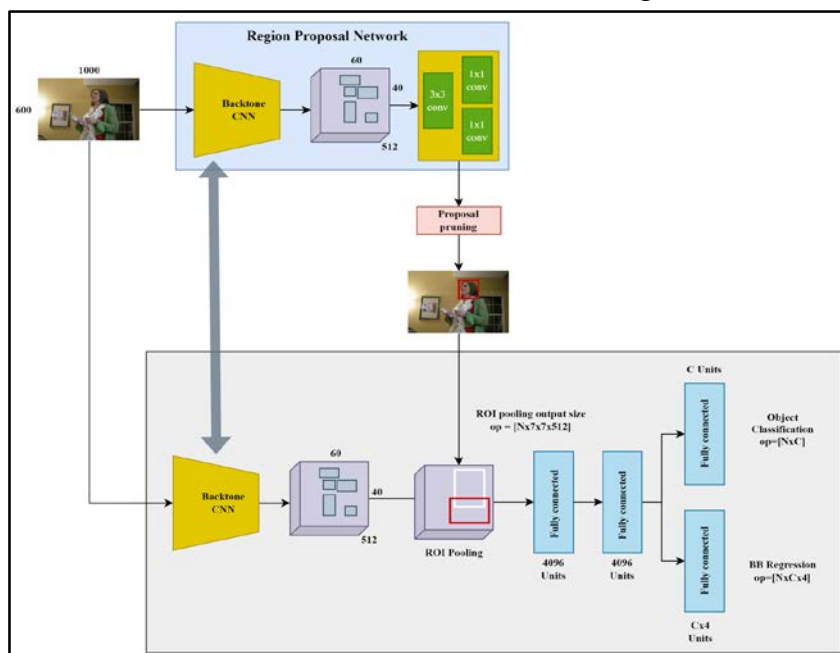 Region Proposal Network
1000
600
Backtone
CNN
60
40
512
3x3
conv
1x1
conv
1x1
conv
Proposal
pruning
C Units
ROI pooling output size
op = [Nx7x7x512]
Object
Classification
op=[NxC]
Fully connected
60
40
512
Backtone
CNN
ROI Pooling
Fully connected
4096
Units
Fully connected
4096
Units
Fully connected
BB Regression
op=[NxCx4]
Cx4
Units